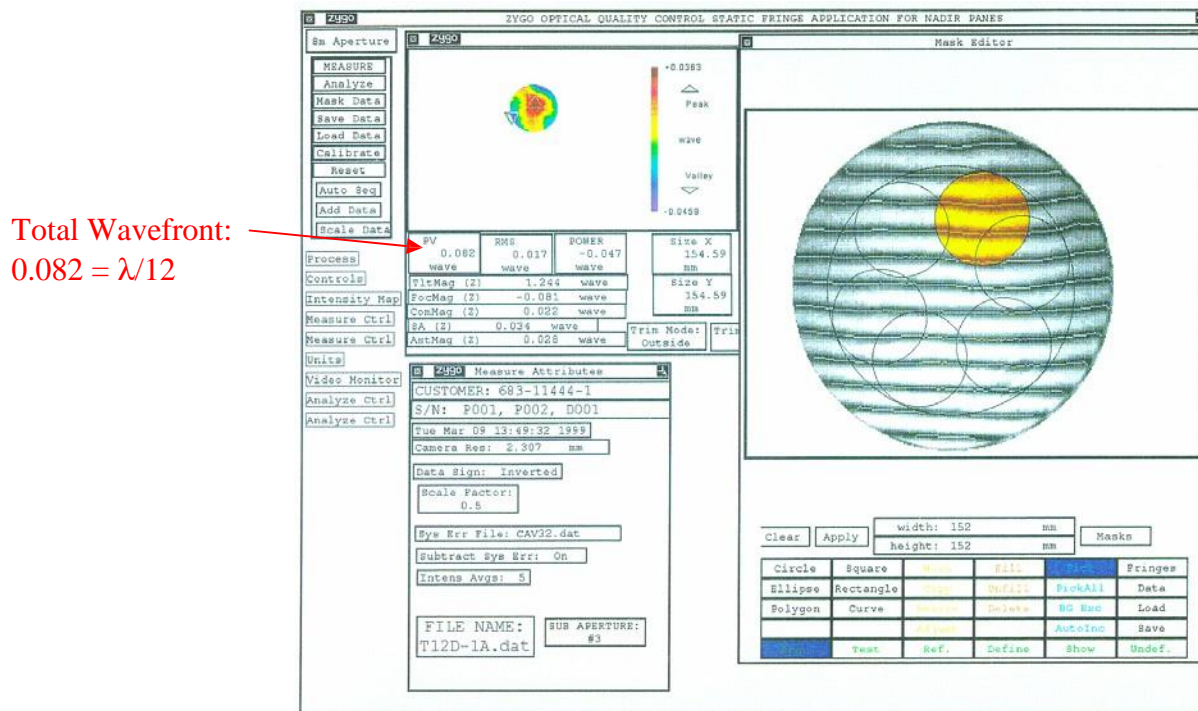 zygo ZYGO OPTICAL QUALITY CONTROL STATIC FRINGE APPLICATION FOR NADIR PANES
8m Aperture
MEASURE
Analyze
Mask Data
Save Data
Load Data
Calibrate
Reset
Auto Seq
Add Data
Scale Data
Process
Controls
Intensity Map
Measure Ctrl
Measure Ctrl
Units
Video Monitor
Analyze Ctrl
Analyze Ctrl
Total Wavefront:
0.082 = λ/12
zygo
+0.0363
Peak
wave
Valley
-0.0459
PV
0.082
wave
RMS
0.017
wave
POWER
-0.047
wave
Size X
154.59
mm
Size Y
154.59
mm
TltMag (Z) 1.244 wave
FocMag (Z) -0.081 wave
ComMag (Z) 0.022 wave
SA (Z) 0.034 wave
AstMag (Z) 0.028 wave
Trim Mode:
Outside
Trim
zygo Measure Attributes
CUSTOMER: 683-11444-1
S/N: P001, P002, D001
Tue Mar 09 13:49:32 1999
Camera Res: 2.307 mm
Data Sign: Inverted
Scale Factor:
0.5
Sys Err File: CAV32.dat
Subtract Sys Err: On
Intens Avgs: 5
FILE NAME:
T12D-1A.dat
SUB APERTURE:
#3
Mask Editor
Clear Apply
width: 152 mm
height: 152 mm
Masks
Circle Square Fill Pick Fringes
Ellipse Rectangle Unfill PickAll Data
Polygon Curve Delete BG Exc Load
AutoInc Save
Test Ref. Define Show Undef.